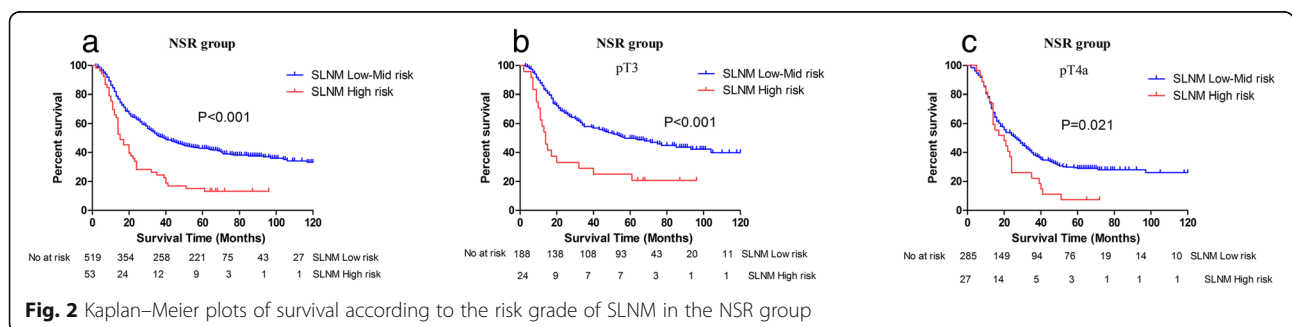 a
NSR group
100
80
60
40
20
0
Percent survival
SLNM Low-Mid risk
SLNM High risk
P<0.001
0 20 40 60 80 100 120
Survival Time (Months)
No at risk 519 354 258 221 75 43 27 SLNM Low risk
53 24 12 9 3 1 1 SLNM High risk
b
NSR group
pT3
100
80
60
40
20
0
Percent survival
SLNM Low-Mid risk
SLNM High risk
P<0.001
0 20 40 60 80 100 120
Survival Time (Months)
No at risk 188 138 108 93 43 20 11 SLNM Low risk
24 9 7 7 3 1 1 SLNM High risk
c
NSR group
pT4a
100
80
60
40
20
0
Percent survival
SLNM Low-Mid risk
SLNM High risk
P=0.021
0 20 40 60 80 100 120
Survival Time (Months)
No at risk 285 149 94 76 19 14 10 SLNM Low risk
27 14 5 3 1 1 1 SLNM High risk
Fig. 2 Kaplan–Meier plots of survival according to the risk grade of SLNM in the NSR group